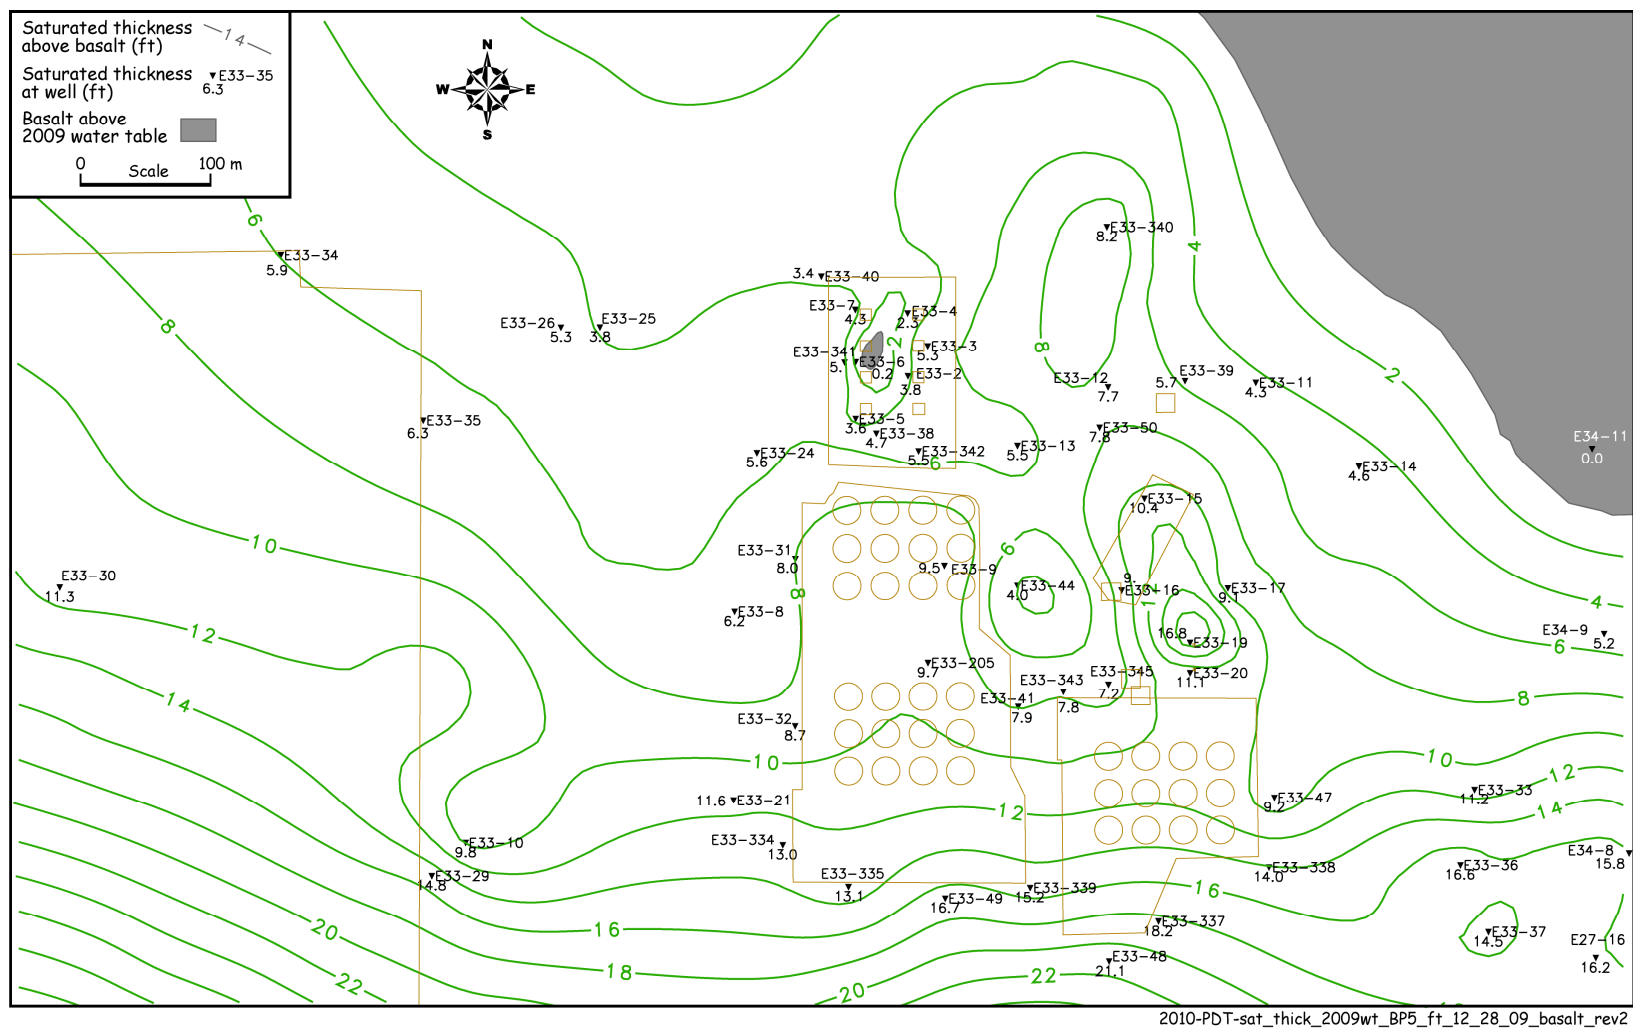 Saturated thickness
above basalt (ft)
14
Saturated thickness
at well (ft)
E33-35
6.3
Basalt above
2009 water table
0
100 m
Scale
N
W
E
S
6
E33-34
5.9
8
E33-340
8.2
4
3.4
E33-40
E33-7
4.3
E33-4
2.3
E33-26
5.3
E33-25
3.8
2
E33-3
5.3
8
E33-341
5.
E33-6
0.2
E33-2
3.8
E33-12
7.7
5.7
E33-39
E33-11
4.3
2
E33-35
6.3
E33-5
3.6
E33-38
4.7
E33-50
7.8
E34-11
0.0
E33-24
5.6
E33-342
5.5
6
E33-13
5.5
E33-14
4.6
E33-15
10.4
10
E33-31
8.0
9.5
E33-9
6
E33-30
11.3
8
E33-44
4.0
9.
E33-16
12
E33-17
9.1
4
E33-8
6.2
12
16.8
E33-19
E34-9
5.2
6
E33-205
9.7
E33-345
7.2
E33-20
11.1
E33-343
7.8
14
E33-41
7.9
8
E33-32
8.7
10
10
12
11.6
E33-21
12
E33-47
9.2
E33-33
11.2
14
E33-10
9.8
E33-334
13.0
E34-8
15.8
E33-29
14.8
E33-335
13.1
E33-339
15.2
16
E33-338
14.0
E33-36
16.6
E33-49
16.7
20
16
E33-337
18.2
E33-37
14.5
E27-16
16.2
18
E33-48
21.1
22
22
20
2010-PDT-sat_thick_2009wt_BP5_ft_12_28_09_basalt_rev2